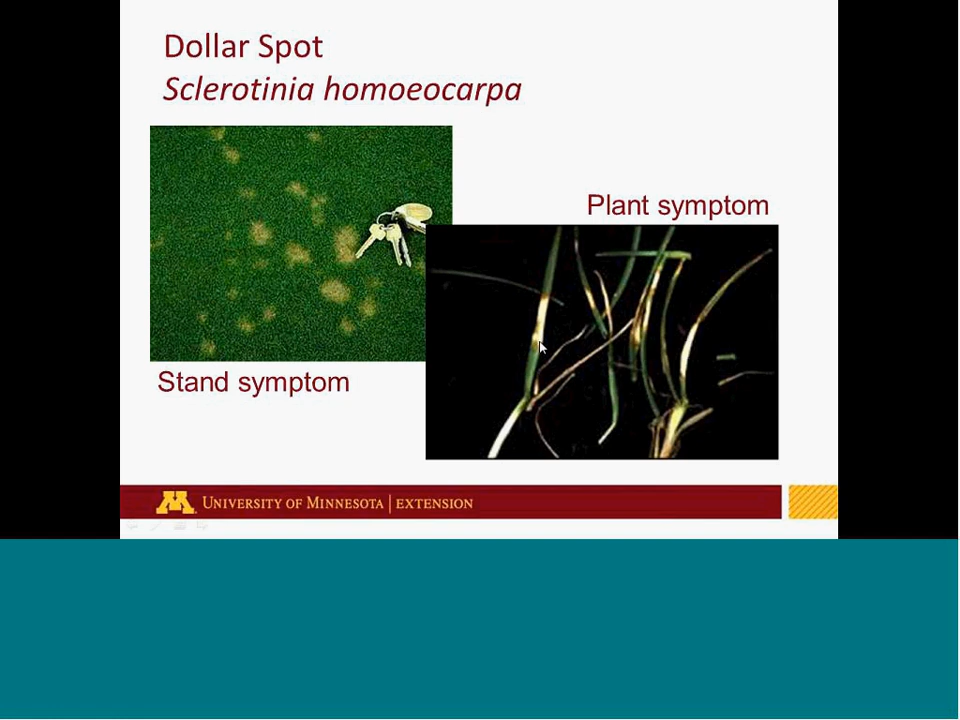 Dollar Spot
Sclerotinia homoeocarpa
Plant symptom
Stand symptom
M UNIVERSITY OF MINNESOTA | EXTENSION